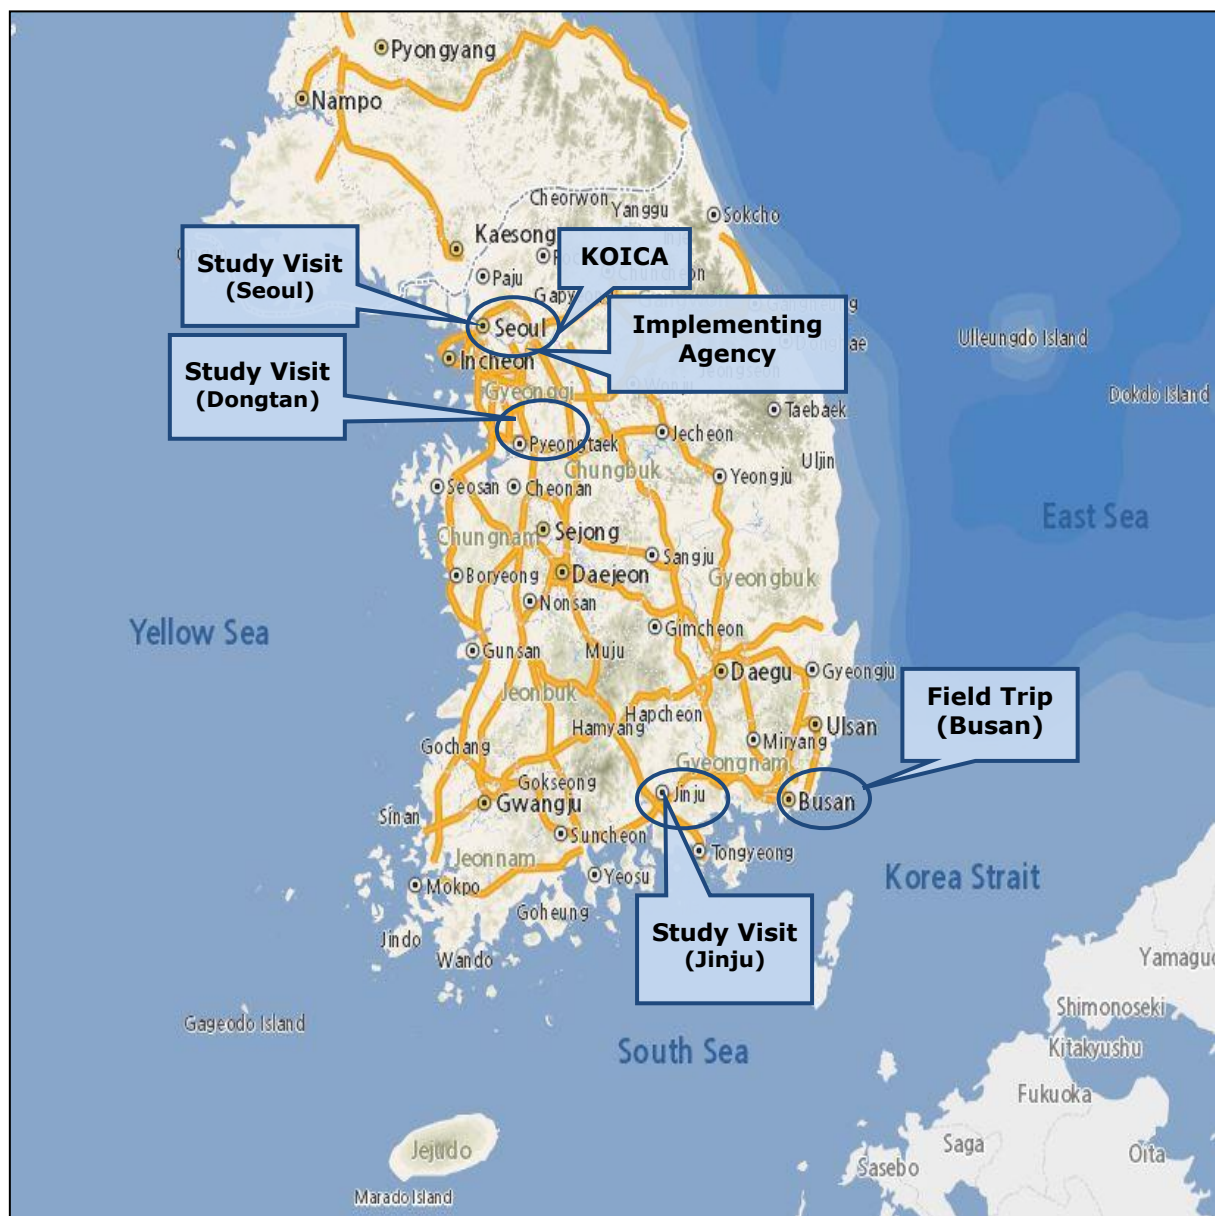 Pyongyang
Nampo
Cheorwon
Yanggu
Sokcho
Kaesong
Study Visit
(Seoul)
KOICA
Paju
Seoul
Implementing
Agency
Incheon
Ulleungdo Island
Study Visit
(Dongtan)
Gyeonggi
Dokdo Island
Taebaek
Pyeongtaek
Jecheon
Chungbuk
Uljin
Yeongju
Seosan
Cheonan
East Sea
Chungnam
Sejong
Sangju
Boryeong
Daejeon
Gyeongbuk
Nonsan
Yellow Sea
Gimcheon
Gunsan
Muju
Daegu
Gyeongju
Jeonbuk
Field Trip
(Busan)
Hapcheon
Hamyang
Ulsan
Gochang
Miryang
Gyeongnam
Gokseong
Gwangju
Jinju
Busan
Sinan
Suncheon
Jeonnam
Tongyeong
Mokpo
Yeosu
Korea Strait
Goheung
Jindo
Study Visit
(Jinju)
Wando
Yamagu
Shimonoseki
Gageodo Island
Kitakyushu
South Sea
Fukuoka
Jejudo
Saga
Oita
Sasebo
Marado Island